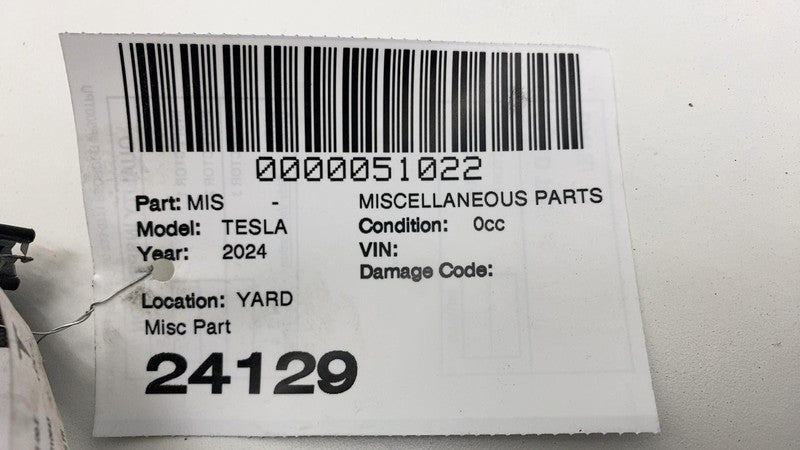 0000051022
Part: MIS - MISCELLANEOUS PARTS
Model: TESLA Condition: 0cc
Year: 2024 VIN:
Damage Code:
Location: YARD
Misc Part
24129